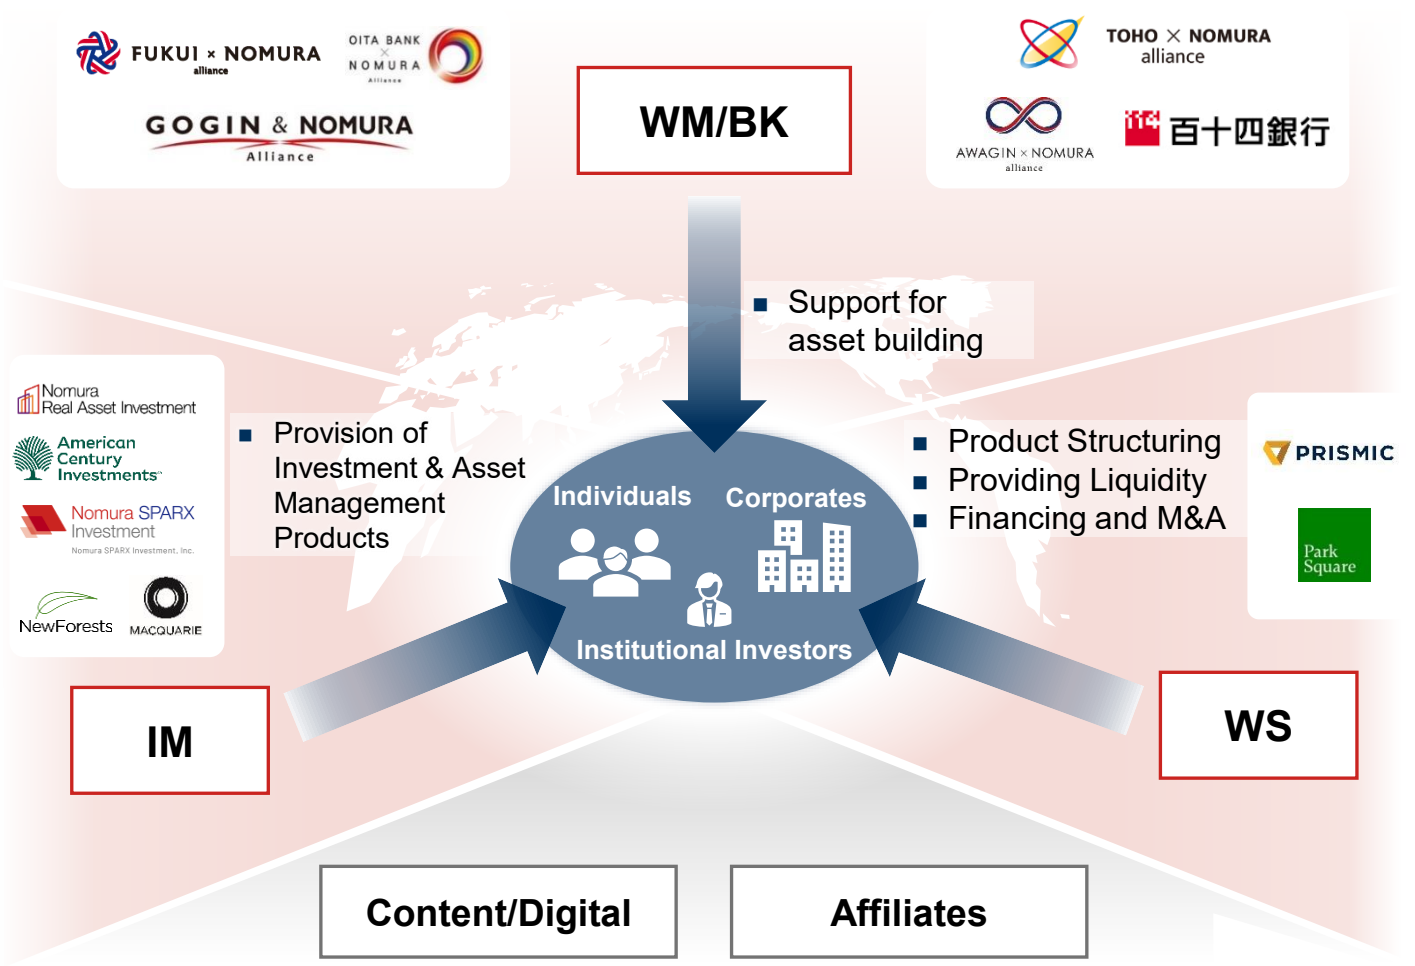 FUKUI × NOMURA
alliance
OITA BANK
×
NOMURA
Alliance
GOGIN & NOMURA
Alliance
WM/BK
TOHO × NOMURA
alliance
AWAGIN × NOMURA
alliance
114
百十四銀行
Support for
asset building
Nomura
Real Asset Investment
American
Century
Investments
Nomura SPARX
Investment
Nomura SPARX Investment, Inc.
NewForests
MACQUARIE
Provision of
Investment & Asset
Management
Products
Product Structuring
Providing Liquidity
Financing and M&A
PRISMIC
Park
Square
Individuals
Corporates
Institutional Investors
IM
WS
Content/Digital
Affiliates